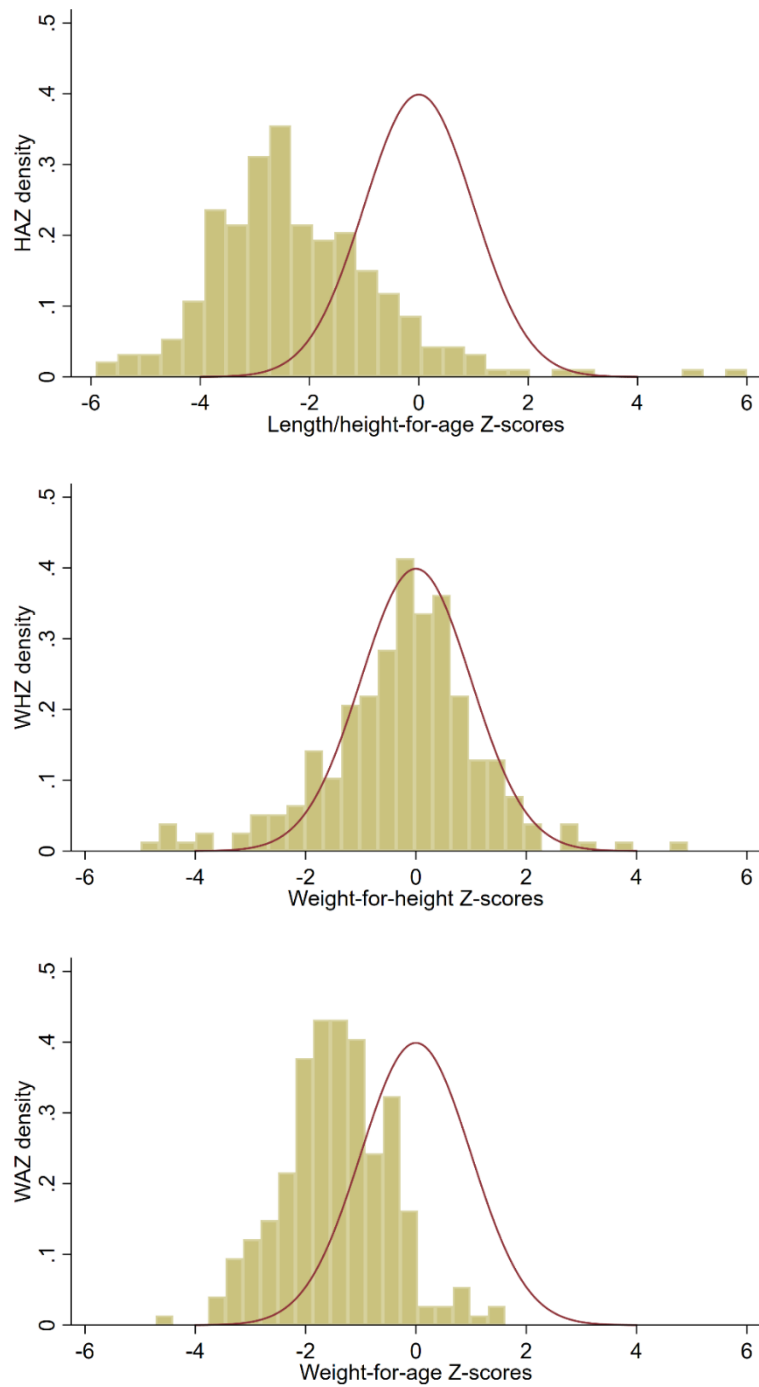 .5
.4
.3
.2
.1
0
HAZ density
-6 -4 -2 0 2 4 6
Length/height-for-age Z-scores
.5
.4
.3
.2
.1
0
WHZ density
-6 -4 -2 0 2 4 6
Weight-for-height Z-scores
.5
.4
.3
.2
.1
0
WAZ density
-6 -4 -2 0 2 4 6
Weight-for-age Z-scores